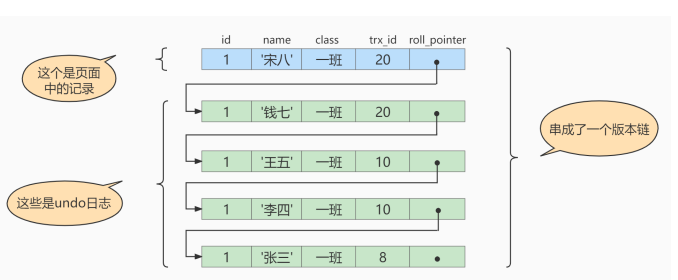 id name class trx_id roll_pointer
1 '宋八' 一班 20
1 '钱七' 一班 20
1 '王五' 一班 10
1 '李四' 一班 10
1 '张三' 一班 8
这个是页面
中的记录
这些是undo日志
串成了一个版本链